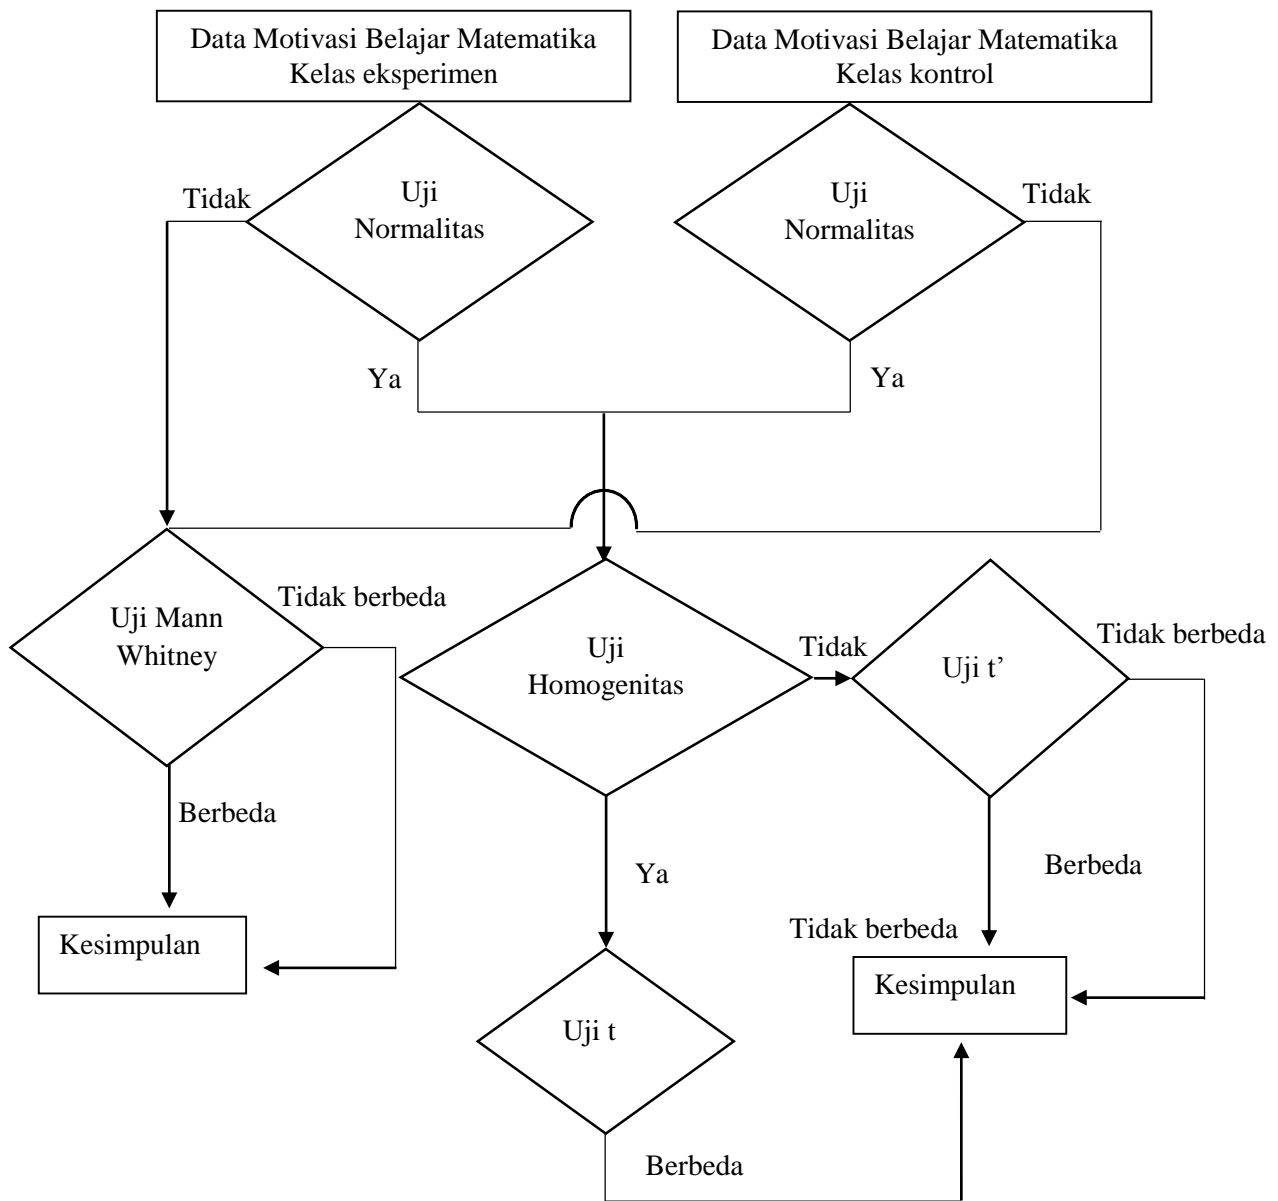 Data Motivasi Belajar Matematika
Kelas eksperimen
Data Motivasi Belajar Matematika
Kelas kontrol
Tidak
Uji
Normalitas
Uji
Normalitas
Tidak
Ya
Ya
Uji Mann
Whitney
Tidak berbeda
Uji
Homogenitas
Tidak
Uji t’
Tidak berbeda
Berbeda
Ya
Berbeda
Tidak berbeda
Kesimpulan
Kesimpulan
Uji t
Berbeda